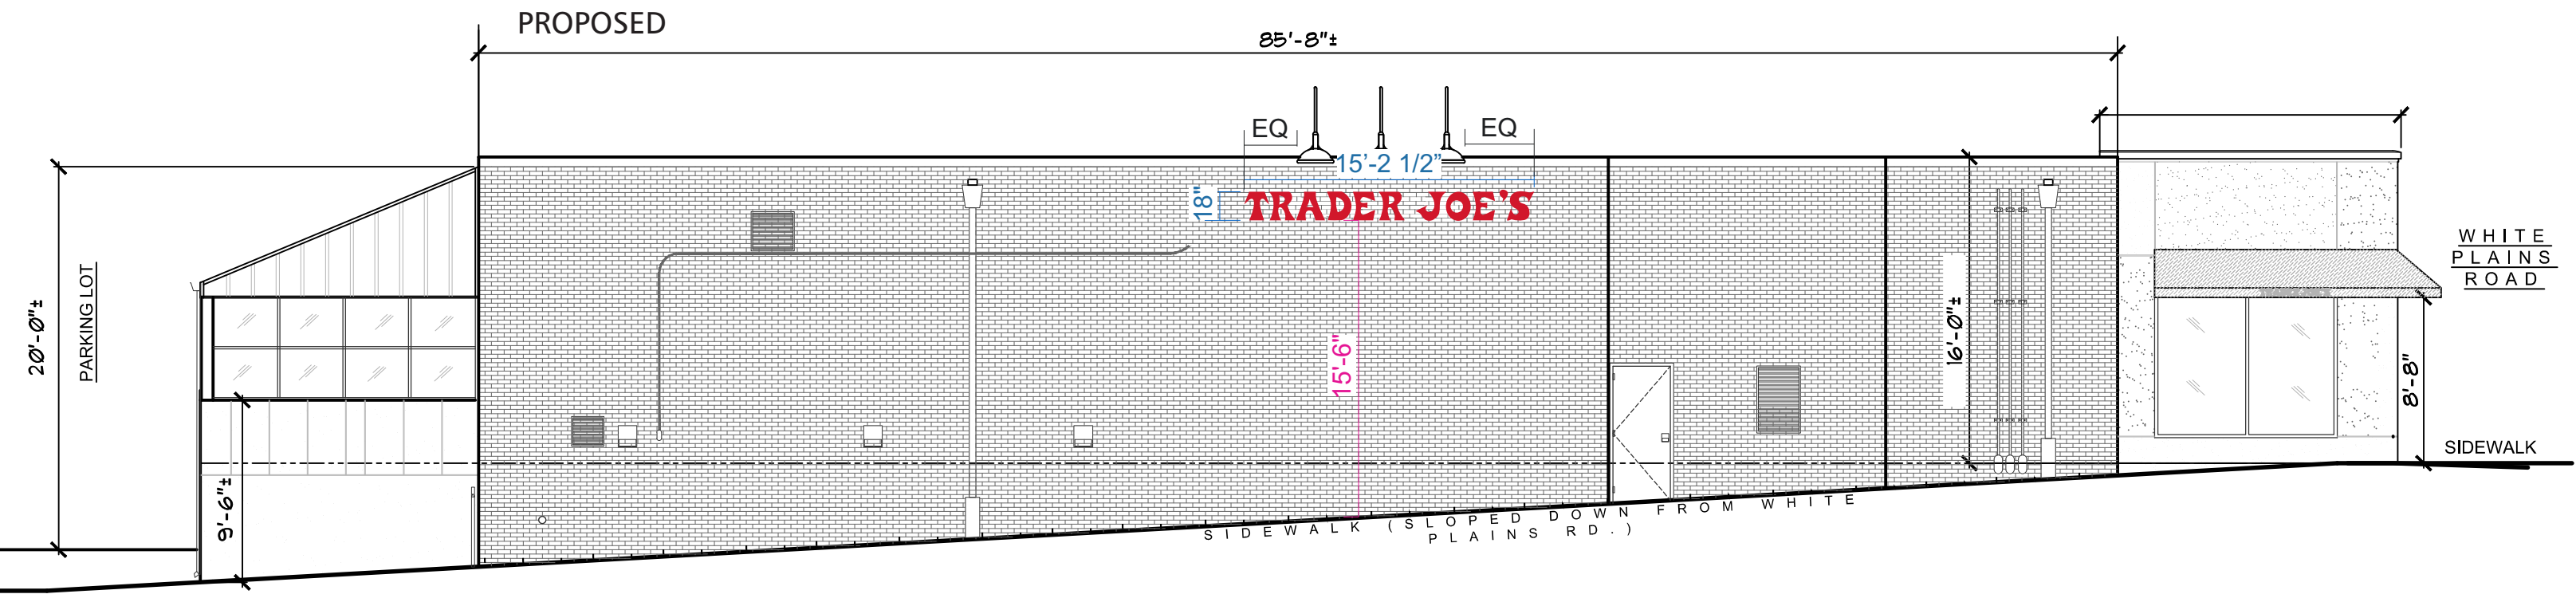 PROPOSED
85'-8"±
EQ
EQ
15'-2 1/2"
18"
TRADER JOE'S
20'-0"±
PARKING LOT
9'-6"±
15'-6"
16'-0"±
WHITE
PLAINS
ROAD
8'-8"
SIDEWALK
SIDEWALK (SLOPED DOWN FROM WHITE
PLAINS RD.)